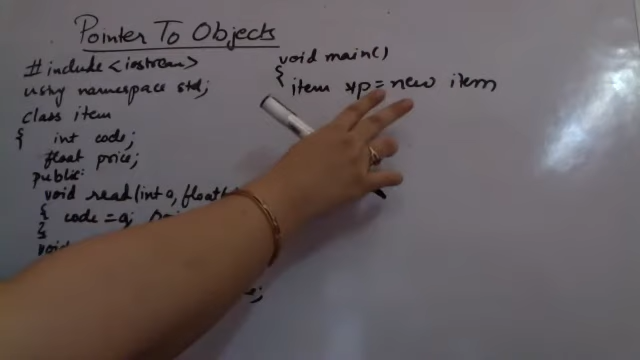 Pointer To Objects
#include <iostream>
using namespace std;
class item
{ int code;
float price;
public:
void read(int a, float
{ code = a;
}
void
void main()
{
item *p = new item